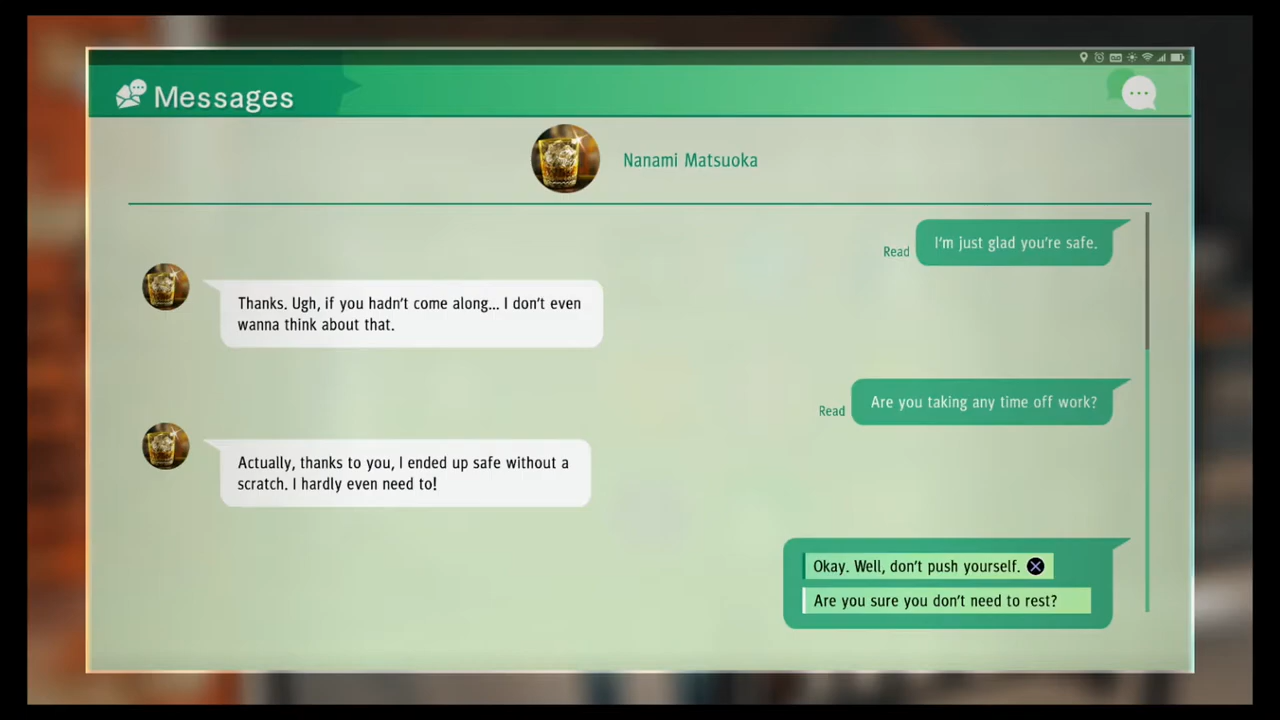 Messages
Nanami Matsuoka
I'm just glad you're safe.
Read
Thanks. Ugh, if you hadn't come along... I don't even
wanna think about that.
Are you taking any time off work?
Read
Actually, thanks to you, I ended up safe without a
scratch. I hardly even need to!
Okay. Well, don't push yourself.
Are you sure you don't need to rest?